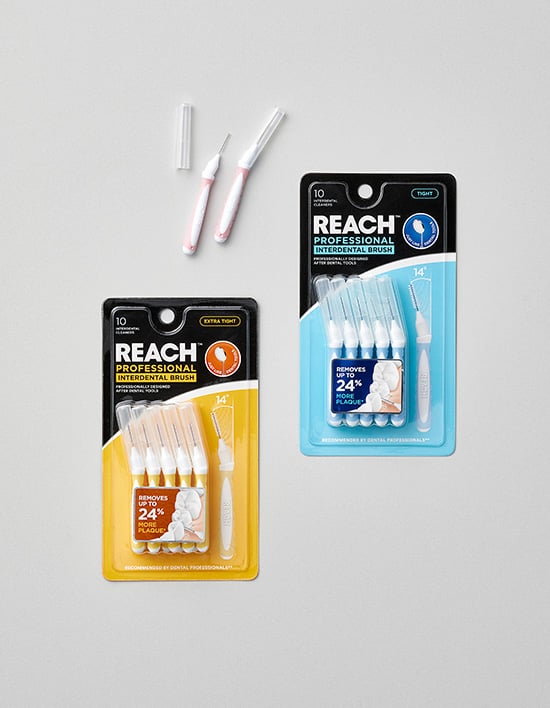 10
INTERDENTAL
CLEANERS
TIGHT
REACH™
PROFESSIONAL
INTERDENTAL BRUSH
PROFESSIONALLY DESIGNED
AFTER DENTAL TOOLS
14°
REMOVES
UP TO
24%
MORE
PLAQUE*
REACH
RECOMMENDED BY DENTAL PROFESSIONALS**
10
INTERDENTAL
CLEANERS
EXTRA TIGHT
REACH™
PROFESSIONAL
INTERDENTAL BRUSH
PROFESSIONALLY DESIGNED
AFTER DENTAL TOOLS
14°
REMOVES
UP TO
24%
MORE
PLAQUE*
REACH
RECOMMENDED BY DENTAL PROFESSIONALS**